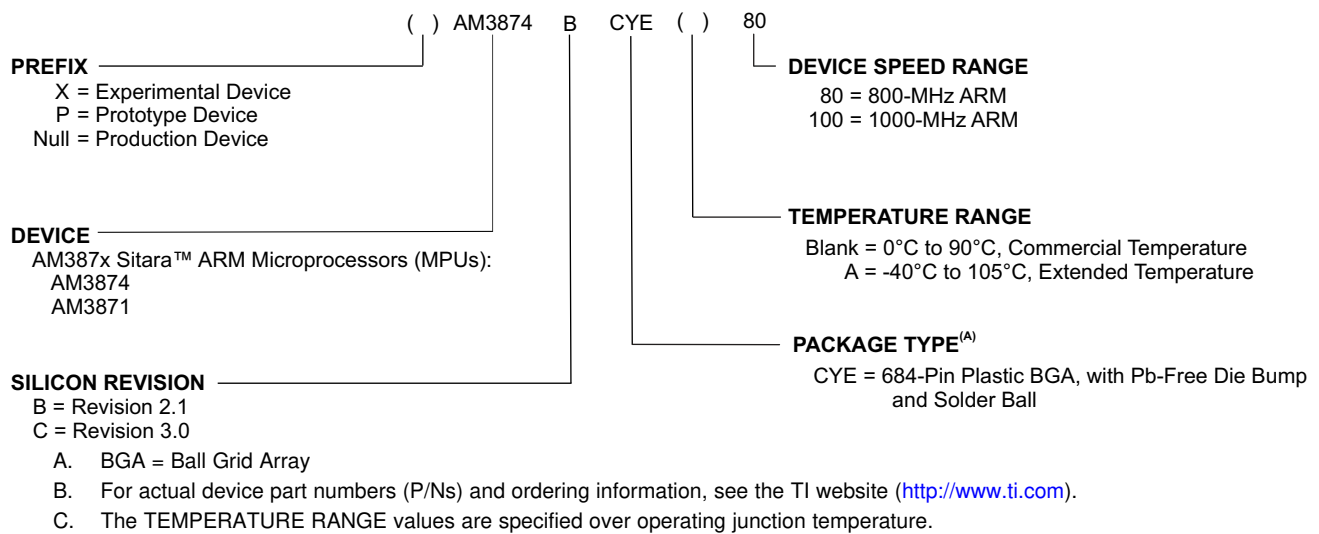 ( ) AM3874 B CYE ( ) 80
PREFIX
X = Experimental Device
P = Prototype Device
Null = Production Device
DEVICE SPEED RANGE
80 = 800-MHz ARM
100 = 1000-MHz ARM
DEVICE
AM387x Sitara™ ARM Microprocessors (MPUs):
AM3874
AM3871
TEMPERATURE RANGE
Blank = 0°C to 90°C, Commercial Temperature
A = -40°C to 105°C, Extended Temperature
PACKAGE TYPE(A)
CYE = 684-Pin Plastic BGA, with Pb-Free Die Bump
and Solder Ball
SILICON REVISION
B = Revision 2.1
C = Revision 3.0
A. BGA = Ball Grid Array
B. For actual device part numbers (P/Ns) and ordering information, see the TI website (http://www.ti.com).
C. The TEMPERATURE RANGE values are specified over operating junction temperature.